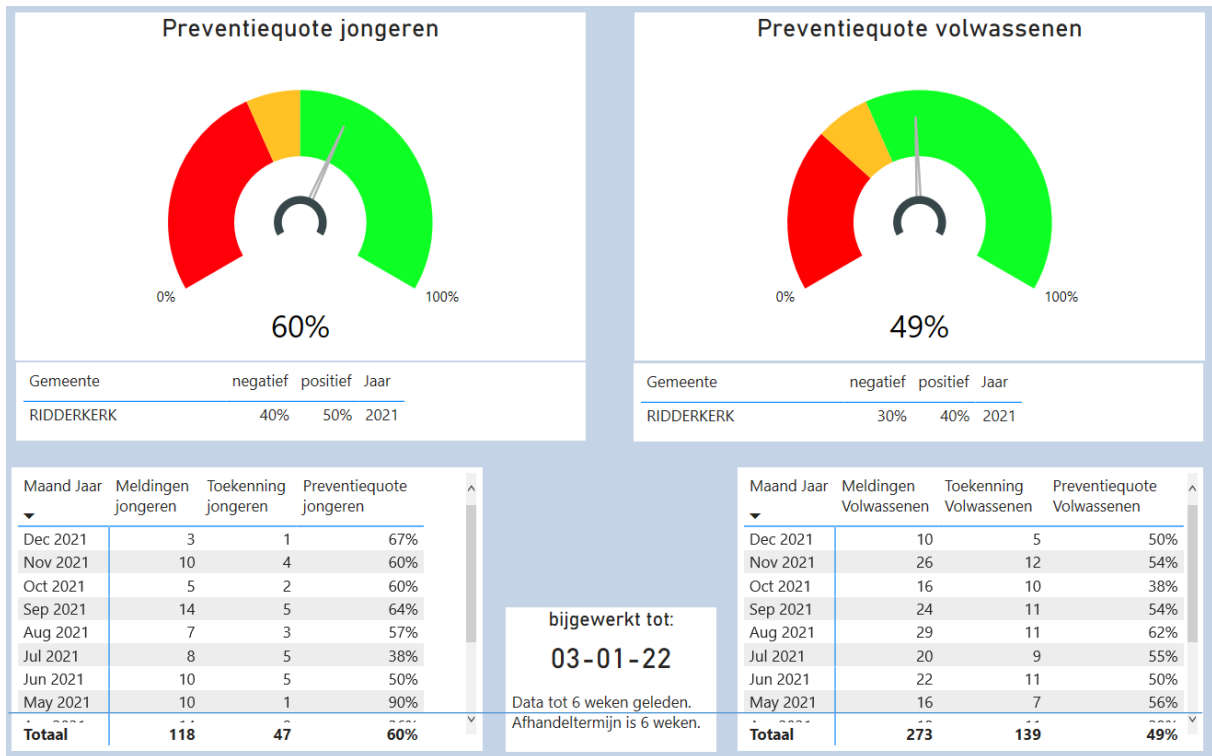 Preventiequote jongeren
0%
100%
60%
Gemeente negatief positief Jaar
RIDDERKERK 40% 50% 2021
Preventiequote volwassenen
0%
100%
49%
Gemeente negatief positief Jaar
RIDDERKERK 30% 40% 2021
Maand Jaar Meldingen jongeren Toekenning jongeren Preventiequote jongeren
Dec 2021 3 1 67%
Nov 2021 10 4 60%
Oct 2021 5 2 60%
Sep 2021 14 5 64%
Aug 2021 7 3 57%
Jul 2021 8 5 38%
Jun 2021 10 5 50%
May 2021 10 1 90%
Totaal 118 47 60%
bijgewerkt tot:
03-01-22
Data tot 6 weken geleden.
Afhandeltermijn is 6 weken.
Maand Jaar Meldingen Volwassenen Toekenning Volwassenen Preventiequote Volwassenen
Dec 2021 10 5 50%
Nov 2021 26 12 54%
Oct 2021 16 10 38%
Sep 2021 24 11 54%
Aug 2021 29 11 62%
Jul 2021 20 9 55%
Jun 2021 22 11 50%
May 2021 16 7 56%
Totaal 273 139 49%